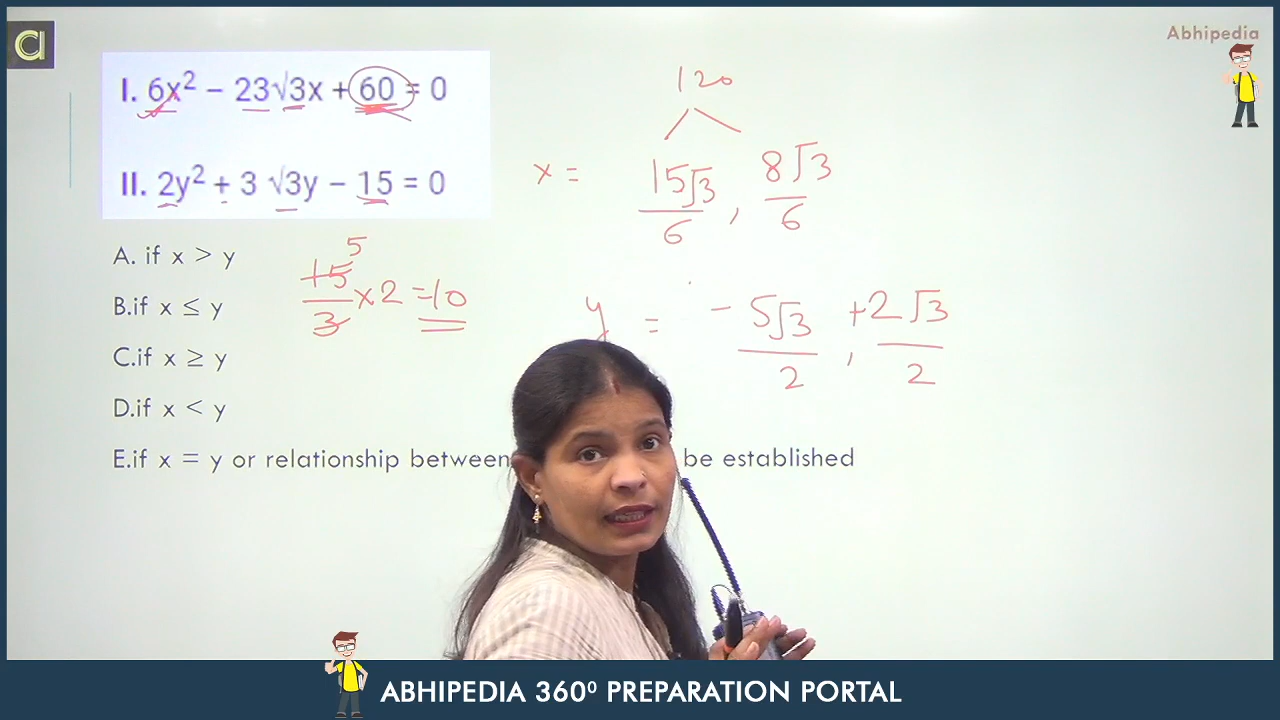 Abhipedia
I. 6x² − 23√3x + 60 = 0
II. 2y² + 3 √3y − 15 = 0
120
x = 15√3/6 , 8√3/6
A. if x > y
B.if x ≤ y
C.if x ≥ y
D.if x < y
E.if x = y or relationship between be established
15/3 5 ×2 = 10
y = − 5√3/2 , +2√3/2
ABHIPEDIA 360⁰ PREPARATION PORTAL